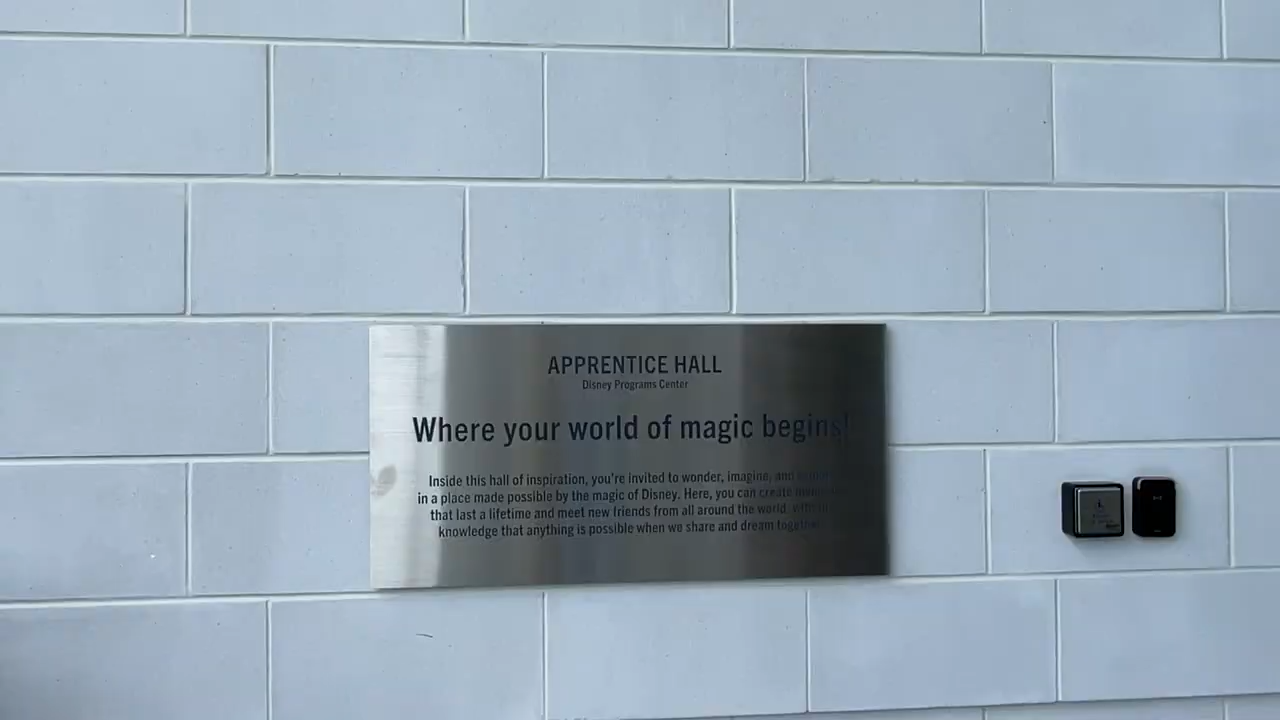 APPRENTICE HALL
Disney Programs Center
Where your world of magic begins!
Inside this hall of inspiration, you're invited to wonder, imagine, and
in a place made possible by the magic of Disney. Here, you can create
that last a lifetime and meet new friends from all around the world,
knowledge that anything is possible when we share and dream together